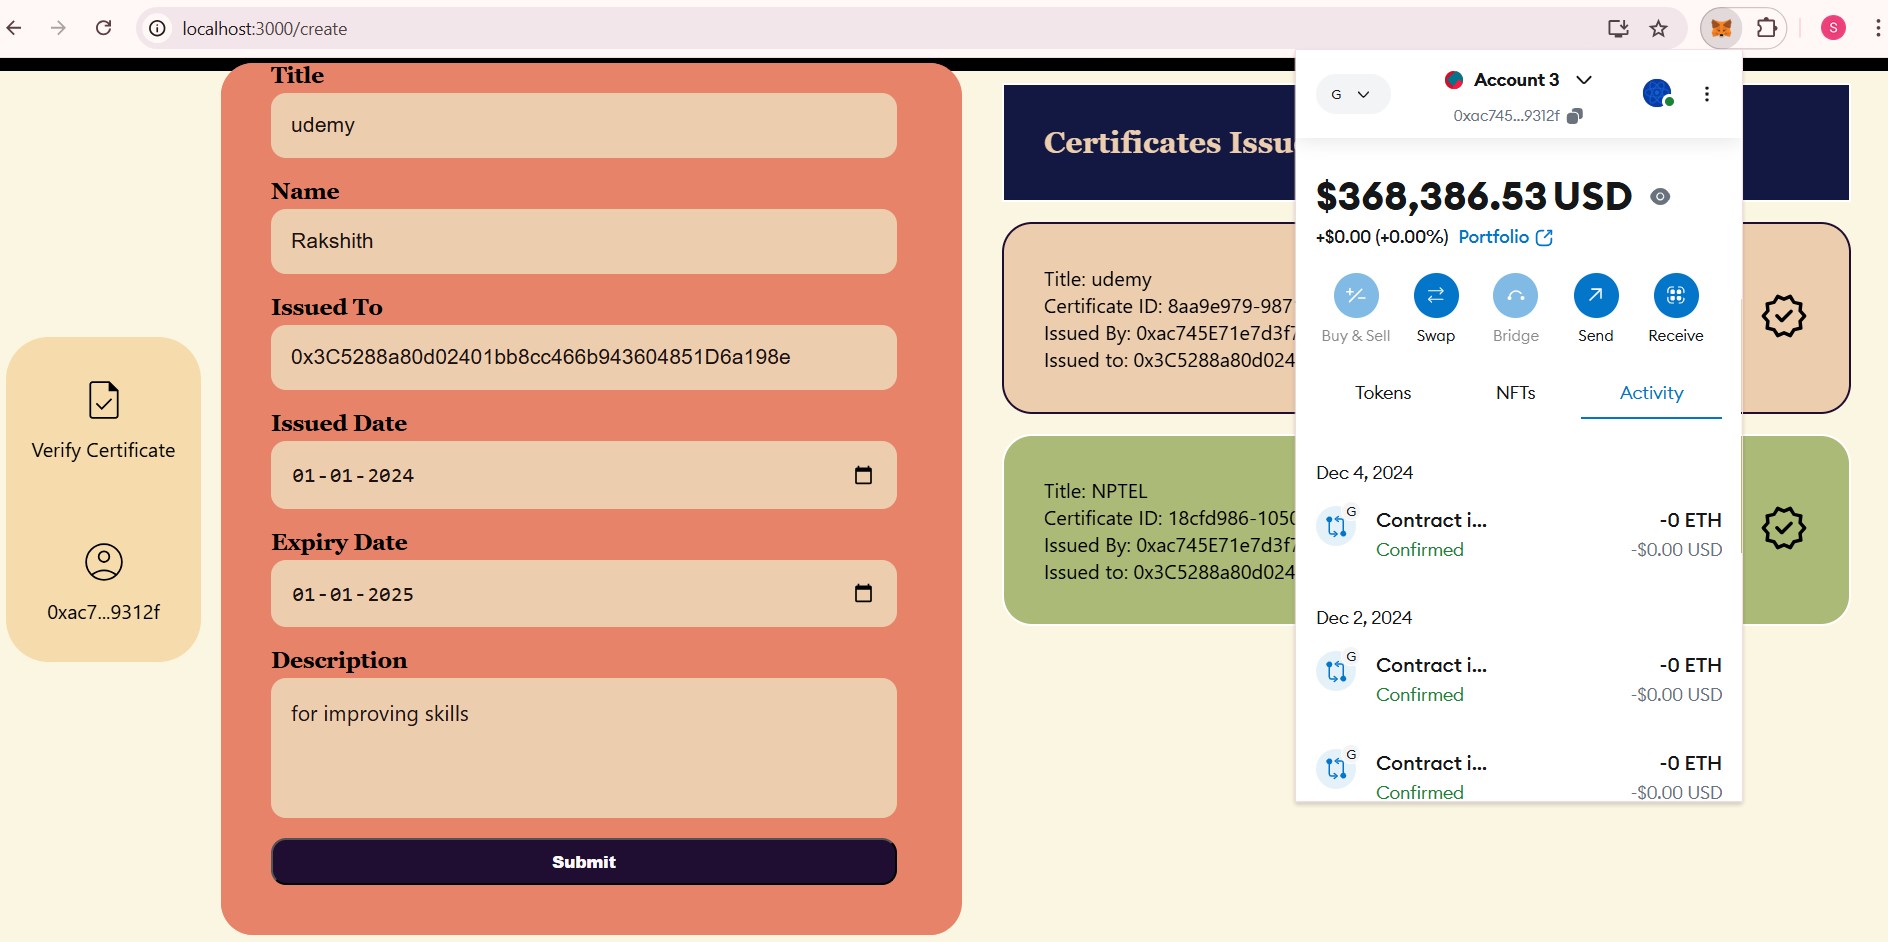 localhost:3000/create
S
Title
udemy
Name
Rakshith
Issued To
0x3C5288a80d02401bb8cc466b943604851D6a198e
Issued Date
01-01-2024
Expiry Date
01-01-2025
Description
for improving skills
Submit
Verify Certificate
0xac7...9312f
Certificates Issu
Title: udemy
Certificate ID: 8aa9e979-987
Issued By: 0xac745E71e7d3f7
Issued to: 0x3C5288a80d024
Title: NPTEL
Certificate ID: 18cfd986-1050
Issued By: 0xac745E71e7d3f7
Issued to: 0x3C5288a80d024
G
Account 3
0xac745...9312f
$368,386.53 USD
+$0.00 (+0.00%) Portfolio
Buy & Sell Swap Bridge Send Receive
Tokens NFTs Activity
Dec 4, 2024
G
Contract i... -0 ETH
Confirmed -$0.00 USD
Dec 2, 2024
G
Contract i... -0 ETH
Confirmed -$0.00 USD
G
Contract i... -0 ETH
Confirmed -$0.00 USD